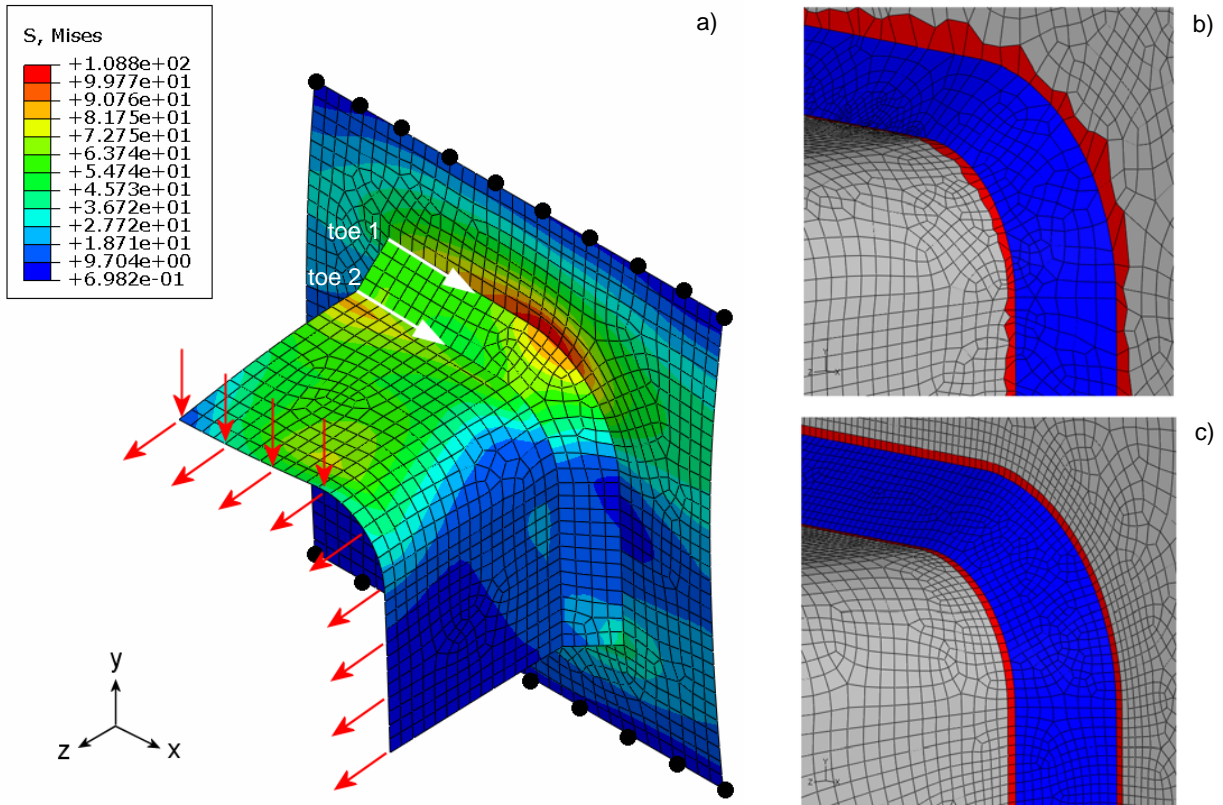 a)
S, Mises
+1.088e+02
+9.977e+01
+9.076e+01
+8.175e+01
+7.275e+01
+6.374e+01
+5.474e+01
+4.573e+01
+3.672e+01
+2.772e+01
+1.871e+01
+9.704e+00
+6.982e-01
toe 1
toe 2
y
z
x
b)
Y
Z
X
c)
Y
Z
X